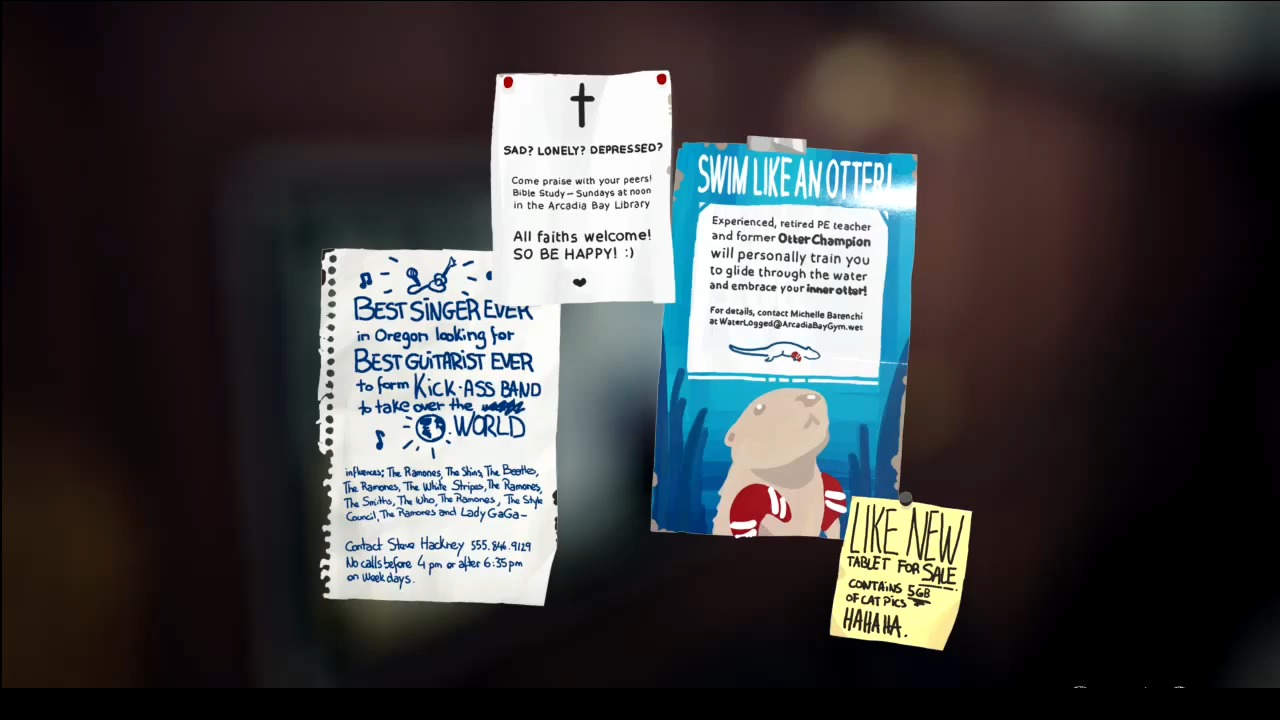 SAD? LONELY? DEPRESSED?
Come praise with your peers!
Bible Study – Sundays at noon
in the Arcadia Bay Library
All faiths welcome!
SO BE HAPPY! :)
BEST SINGER EVER
in Oregon looking for
BEST GUITARIST EVER
to form KICK-ASS BAND
to take over the
WORLD
influences: The Ramones, The Shins, The Beatles,
The Ramones, The White Stripes, The Ramones,
The Smiths, The Who, The Ramones, The Style
Council, The Ramones and Lady GaGa-
Contact Steve Hackney 555.846.9129
No calls before 4 pm or after 6:35 pm
on weekdays.
SWIM LIKE AN OTTER!
Experienced, retired PE teacher
and former Otter Champion
will personally train you
to glide through the water
and embrace your inner otter!
For details, contact Michelle Barenchi
at WaterLogged@ArcadiaBayGym.wet
LIKE NEW
TABLET FOR SALE.
CONTAINS 5GB
OF CAT PICS
HAHAHA.